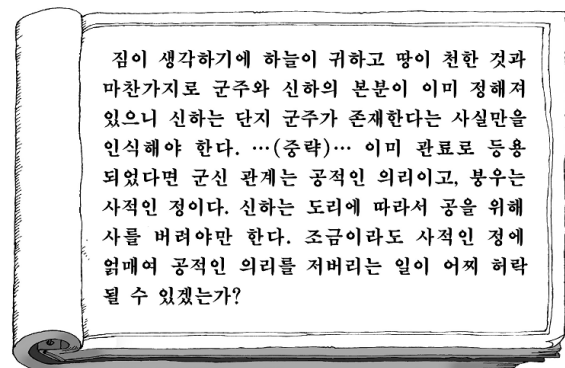 짐이 생각하기에 하늘이 귀하고 땅이 천한 것과
마찬가지로 군주와 신하의 본분이 이미 정해져
있으니 신하는 단지 군주가 존재한다는 사실만을
인식해야 한다. …(중략)… 이미 관료로 등용
되었다면 군신 관계는 공적인 의리이고, 붕우는
사적인 정이다. 신하는 도리에 따라서 공을 위해
사를 버려야만 한다. 조금이라도 사적인 정에
얽매여 공적인 의리를 저버리는 일이 어찌 허락
될 수 있겠는가?